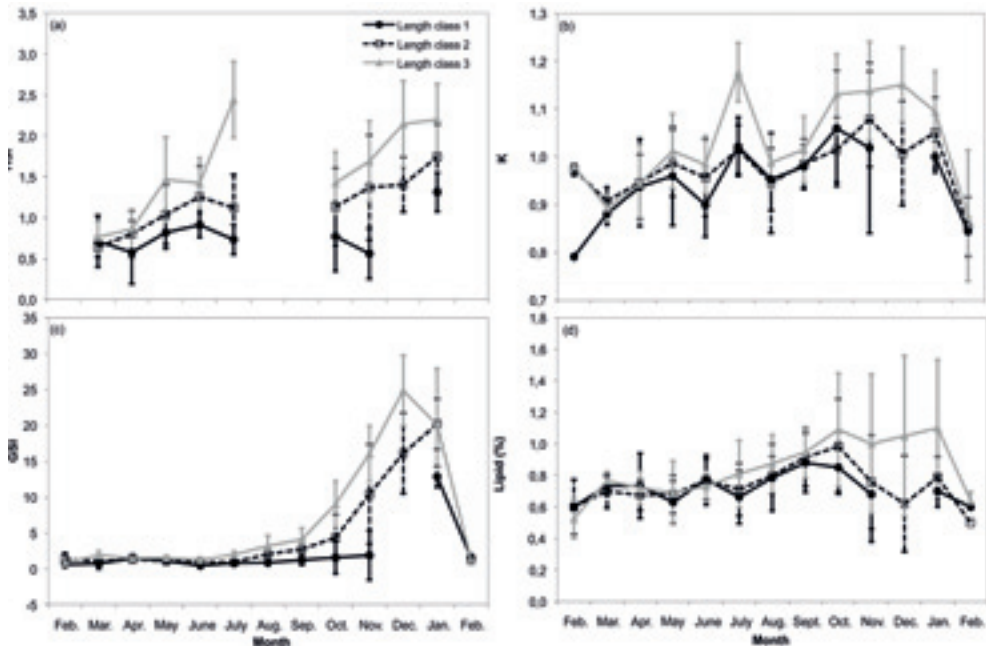 3,5
(a)
Length class 1
Length class 2
Length class 3
3,0
2,5
2,0
1,5
1,0
0,5
0,0
1,3
(b)
1,2
1,1
K
1,0
0,9
0,8
0,7
35
(c)
30
25
20
GSI
15
10
5
0
-5
Feb. Mar. Apr. May June July Aug. Sep. Oct. Nov. Dec. Jan. Feb.
Month
1,8
(d)
1,6
1,4
1,2
1,0
Lipid (%)
0,8
0,6
0,4
0,2
0,0
Feb. Mar. Apr. May June July Aug. Sept. Oct. Nov. Dec. Jan. Feb.
Month